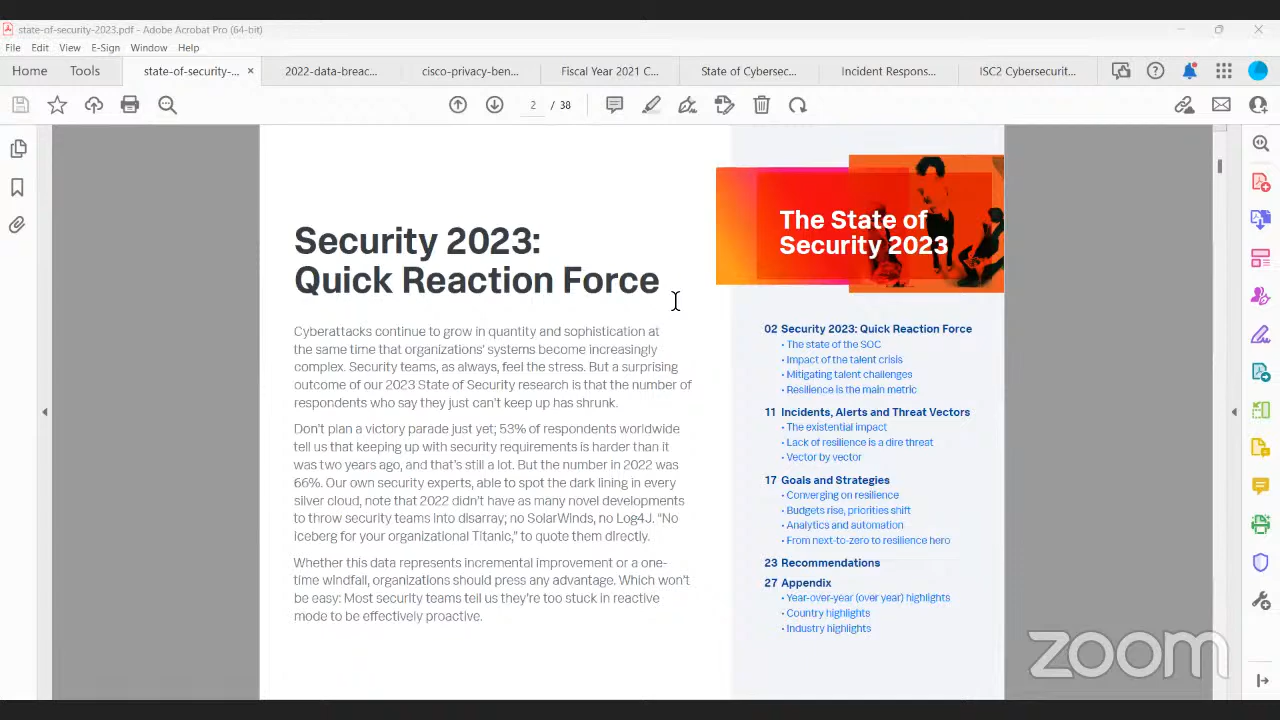 state-of-security-2023.pdf - Adobe Acrobat Pro (64-bit)
File Edit View E-Sign Window Help
Home Tools state-of-security-... × 2022-data-breac... cisco-privacy-ben... Fiscal Year 2021 C... State of Cybersec... Incident Respons... ISC2 Cybersecurit...
2 / 38
Security 2023:
Quick Reaction Force
Cyberattacks continue to grow in quantity and sophistication at
the same time that organizations' systems become increasingly
complex. Security teams, as always, feel the stress. But a surprising
outcome of our 2023 State of Security research is that the number of
respondents who say they just can't keep up has shrunk.
Don't plan a victory parade just yet; 53% of respondents worldwide
tell us that keeping up with security requirements is harder than it
was two years ago, and that's still a lot. But the number in 2022 was
66%. Our own security experts, able to spot the dark lining in every
silver cloud, note that 2022 didn't have as many novel developments
to throw security teams into disarray; no SolarWinds, no Log4J. "No
iceberg for your organizational Titanic," to quote them directly.
Whether this data represents incremental improvement or a one-
time windfall, organizations should press any advantage. Which won't
be easy: Most security teams tell us they're too stuck in reactive
mode to be effectively proactive.
The State of
Security 2023
02 Security 2023: Quick Reaction Force
• The state of the SOC
• Impact of the talent crisis
• Mitigating talent challenges
• Resilience is the main metric
11 Incidents, Alerts and Threat Vectors
• The existential impact
• Lack of resilience is a dire threat
• Vector by vector
17 Goals and Strategies
• Converging on resilience
• Budgets rise, priorities shift
• Analytics and automation
• From next-to-zero to resilience hero
23 Recommendations
27 Appendix
• Year-over-year (over year) highlights
• Country highlights
• Industry highlights
zoom